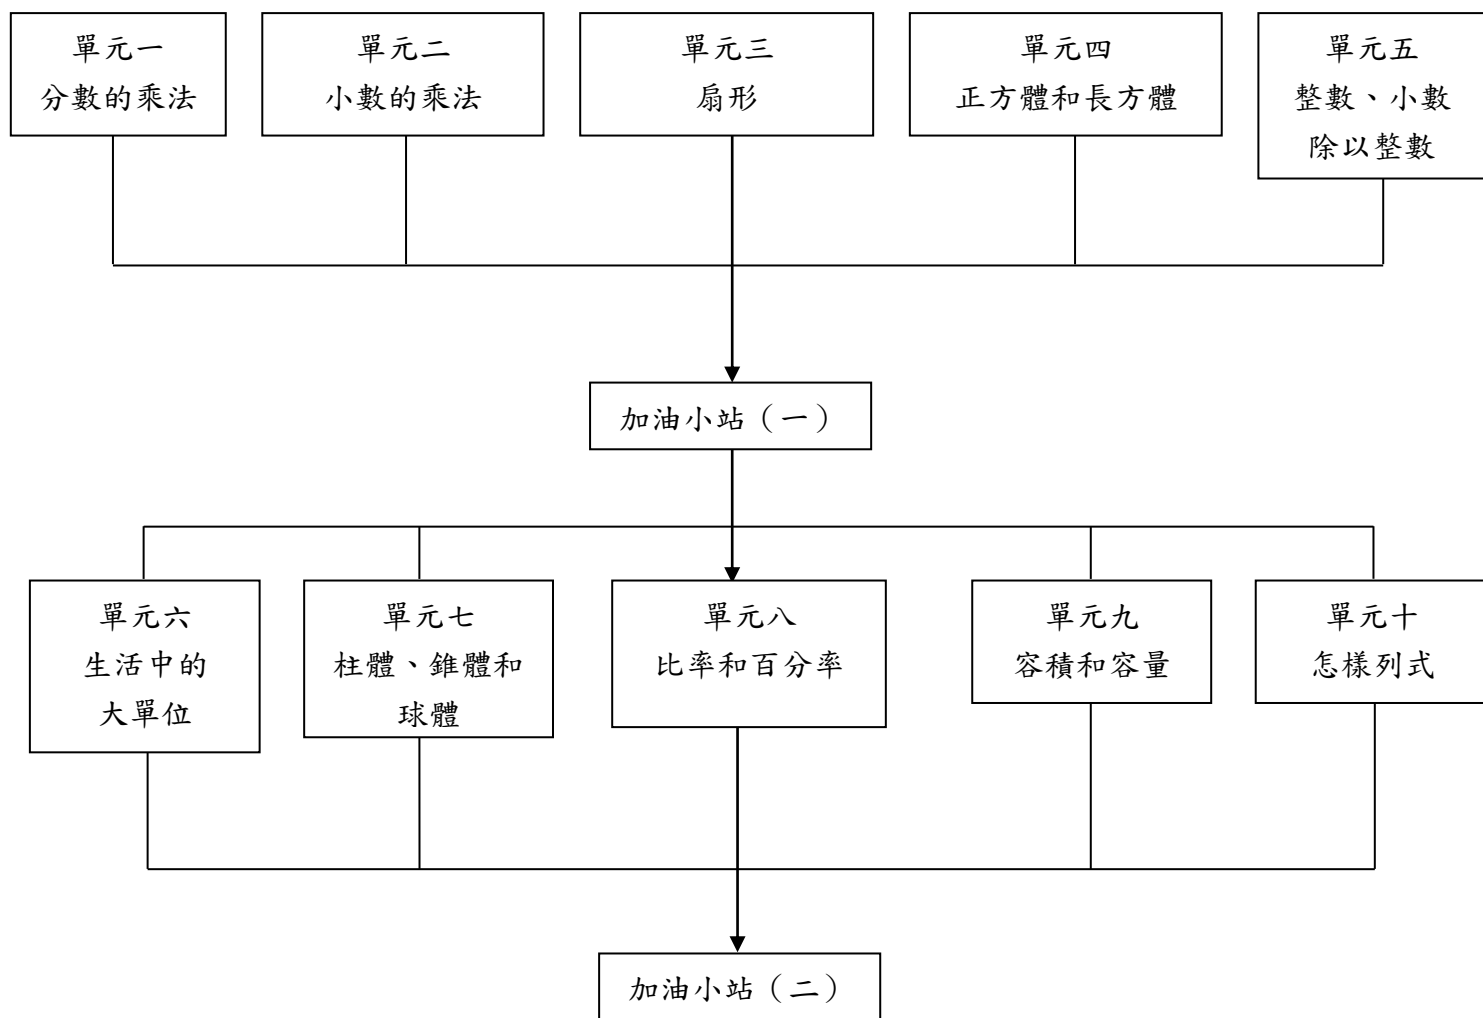 單元一
分數的乘法
單元二
小數的乘法
單元三
扇形
單元四
正方體和長方體
單元五
整數、小數
除以整數
加油小站（一）
單元六
生活中的
大單位
單元七
柱體、錐體和
球體
單元八
比率和百分率
單元九
容積和容量
單元十
怎樣列式
加油小站（二）